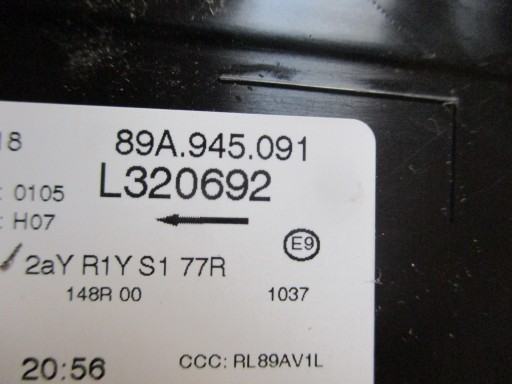 18
89A.945.091
L320692
: 0105
: H07
E9
2aY R1Y S1 77R
148R 00
1037
20:56
CCC: RL89AV1L